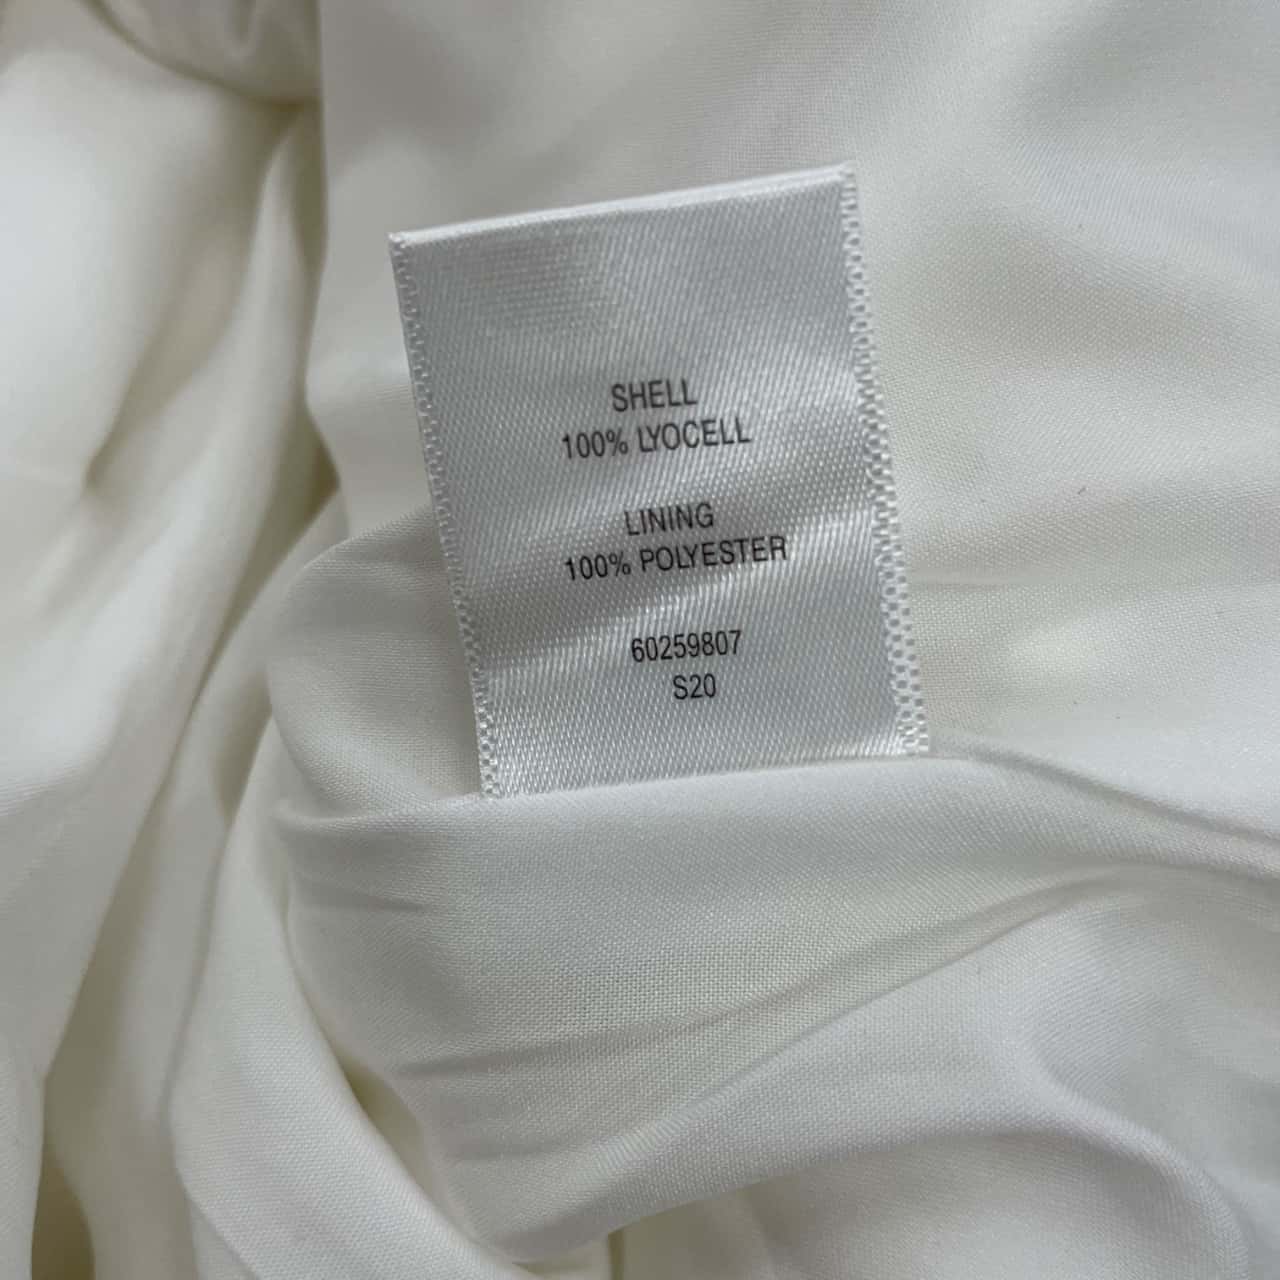 SHELL
100% LYOCELL
LINING
100% POLYESTER
60259807
S20